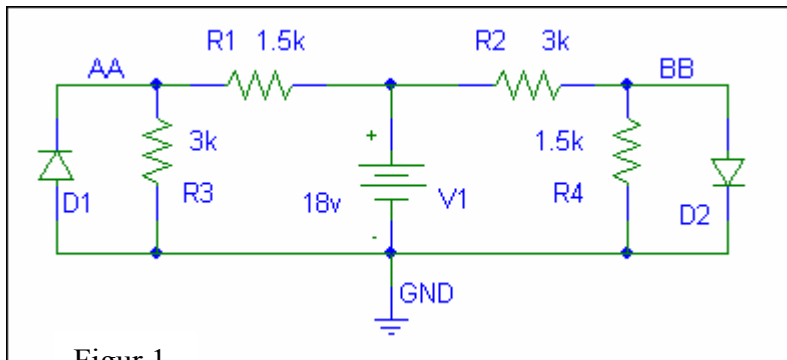 R1 1.5k
R2 3k
AA
BB
3k
R3
D1
+
18v
-
V1
1.5k
R4
D2
GND
Figur 1